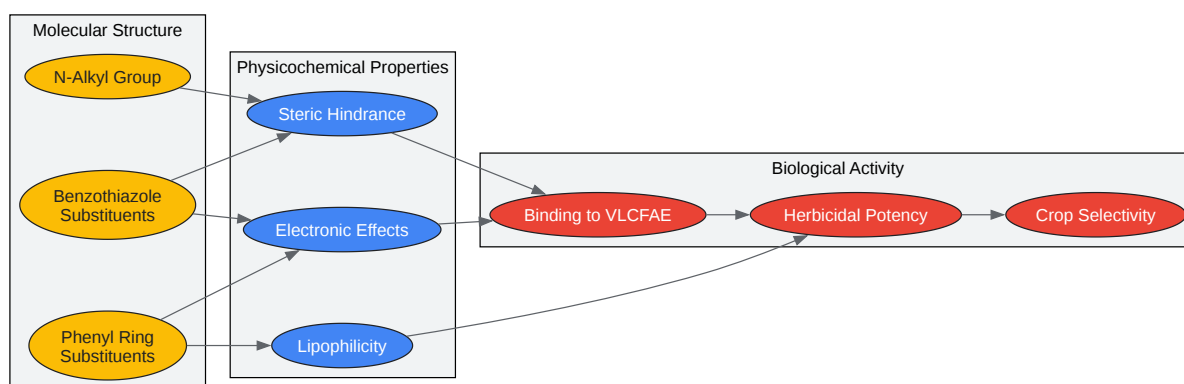 Molecular Structure
N-Alkyl Group
Benzothiazole
Substituents
Phenyl Ring
Substituents
Physicochemical Properties
Steric Hindrance
Electronic Effects
Lipophilicity
Biological Activity
Binding to VLCFAE
Herbicidal Potency
Crop Selectivity